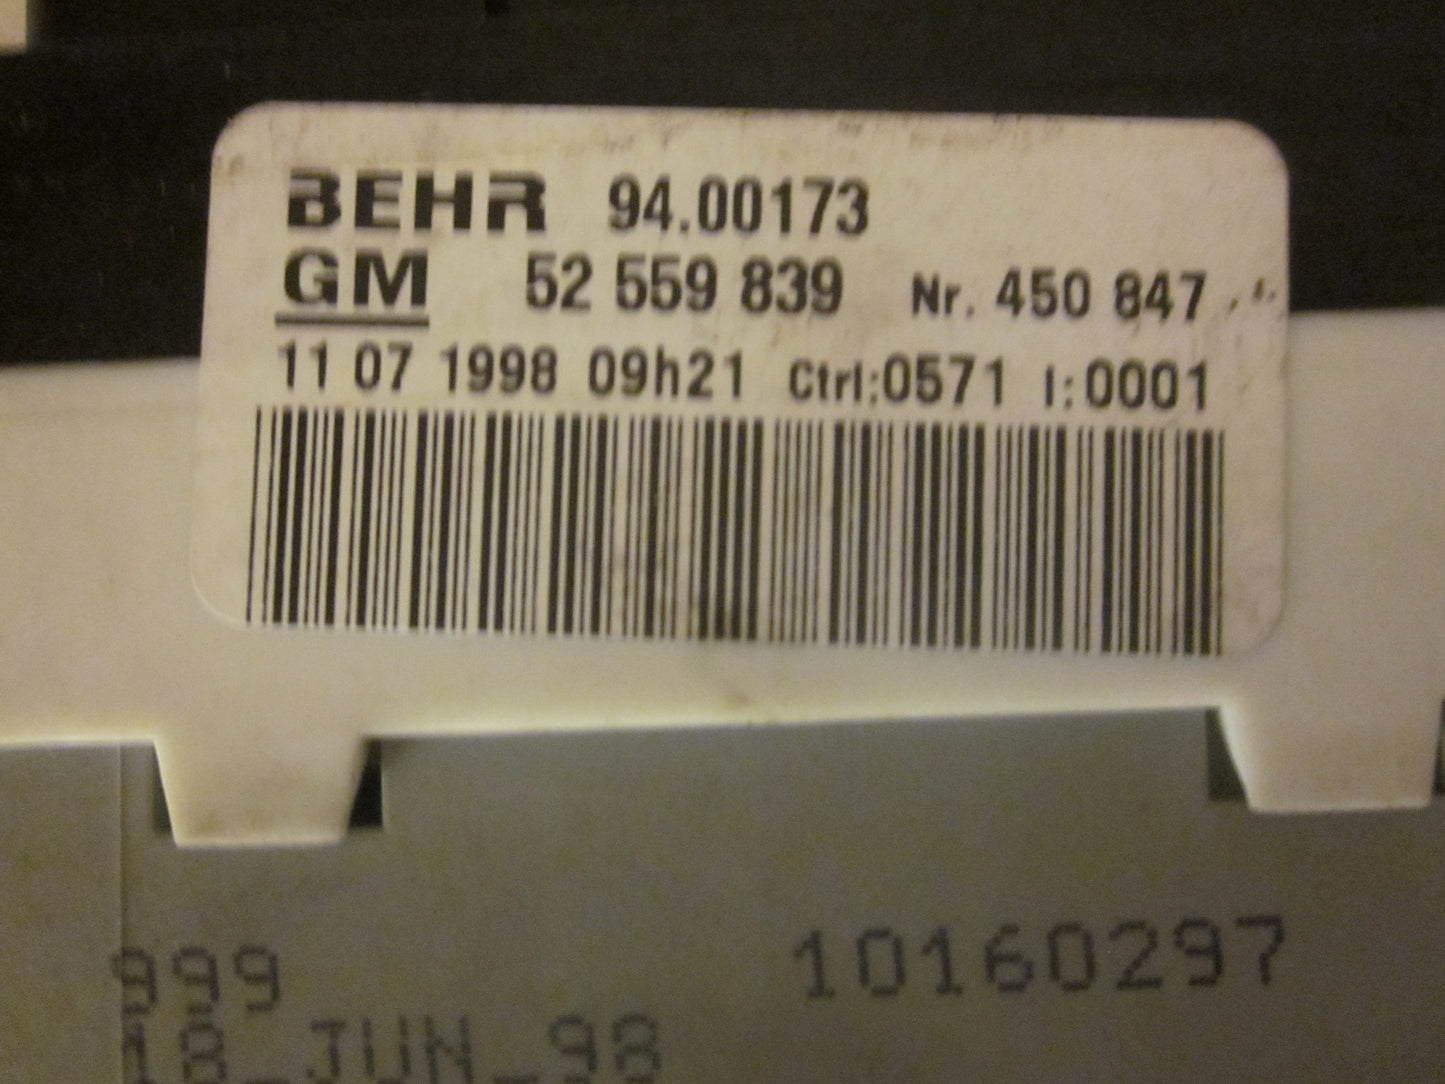 BEHR 94.00173
GM 52 559 839 Nr. 450 847
11 07 1998 09h21 Ctrl:0571 I:0001
999 10160297
18_JUN_98